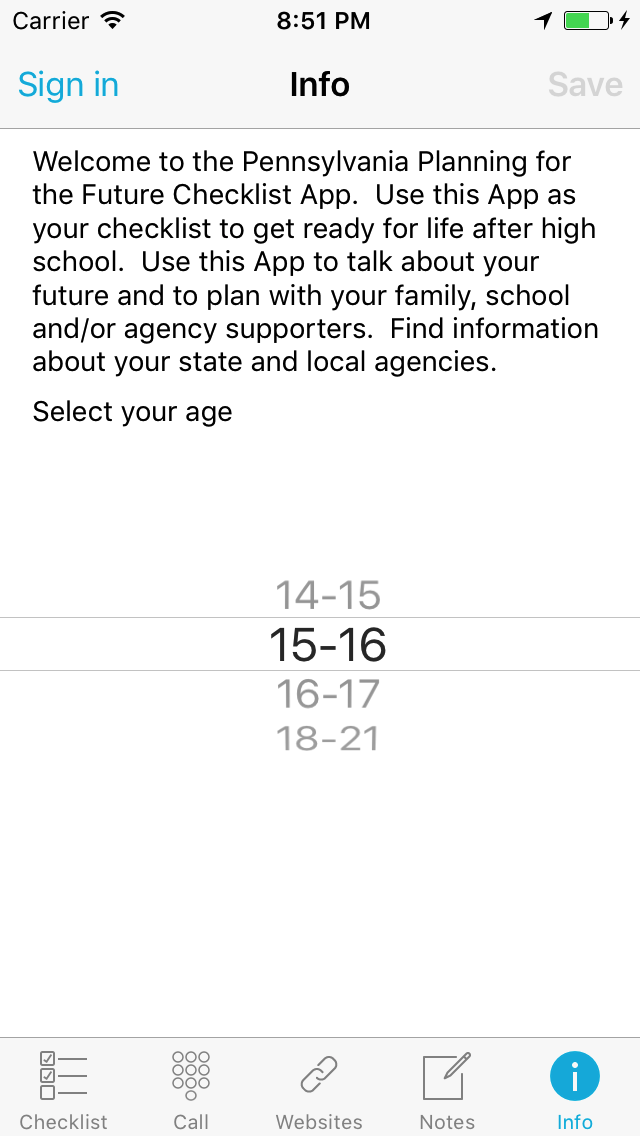 Carrier 8:51 PM
Sign in Info Save
Welcome to the Pennsylvania Planning for
the Future Checklist App.  Use this App as
your checklist to get ready for life after high
school.  Use this App to talk about your
future and to plan with your family, school
and/or agency supporters.  Find information
about your state and local agencies.
Select your age
14-15
15-16
16-17
18-21
Checklist Call Websites Notes Info